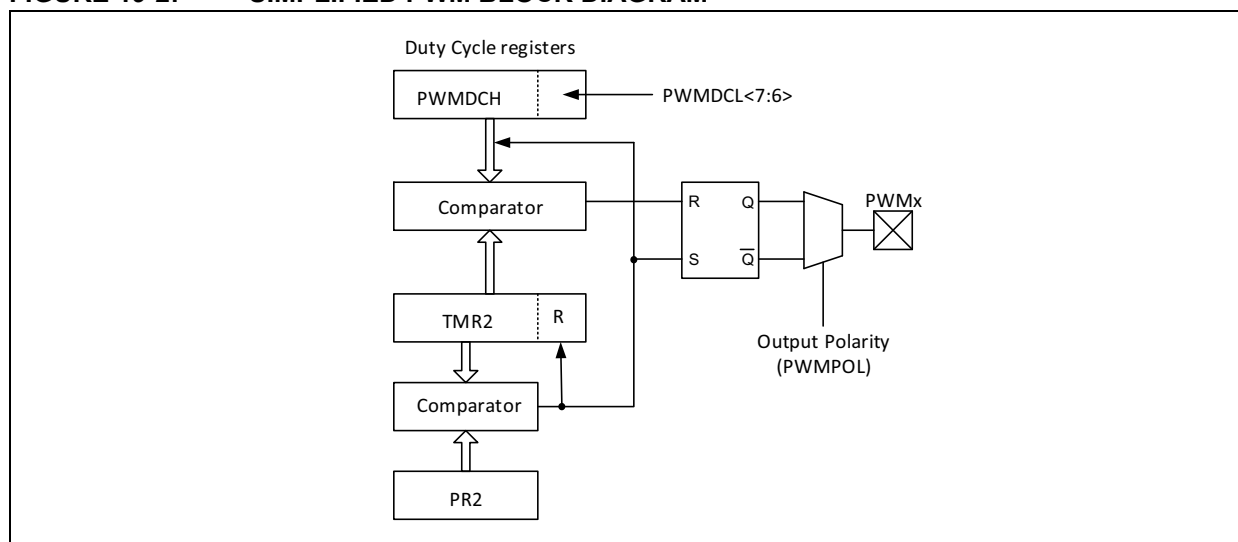 Duty Cycle registers
PWMDCH
PWMDCL<7:6>
Comparator
R
Q
PWMx
S
Q
TMR2
R
Output Polarity
(PWMPOL)
Comparator
PR2